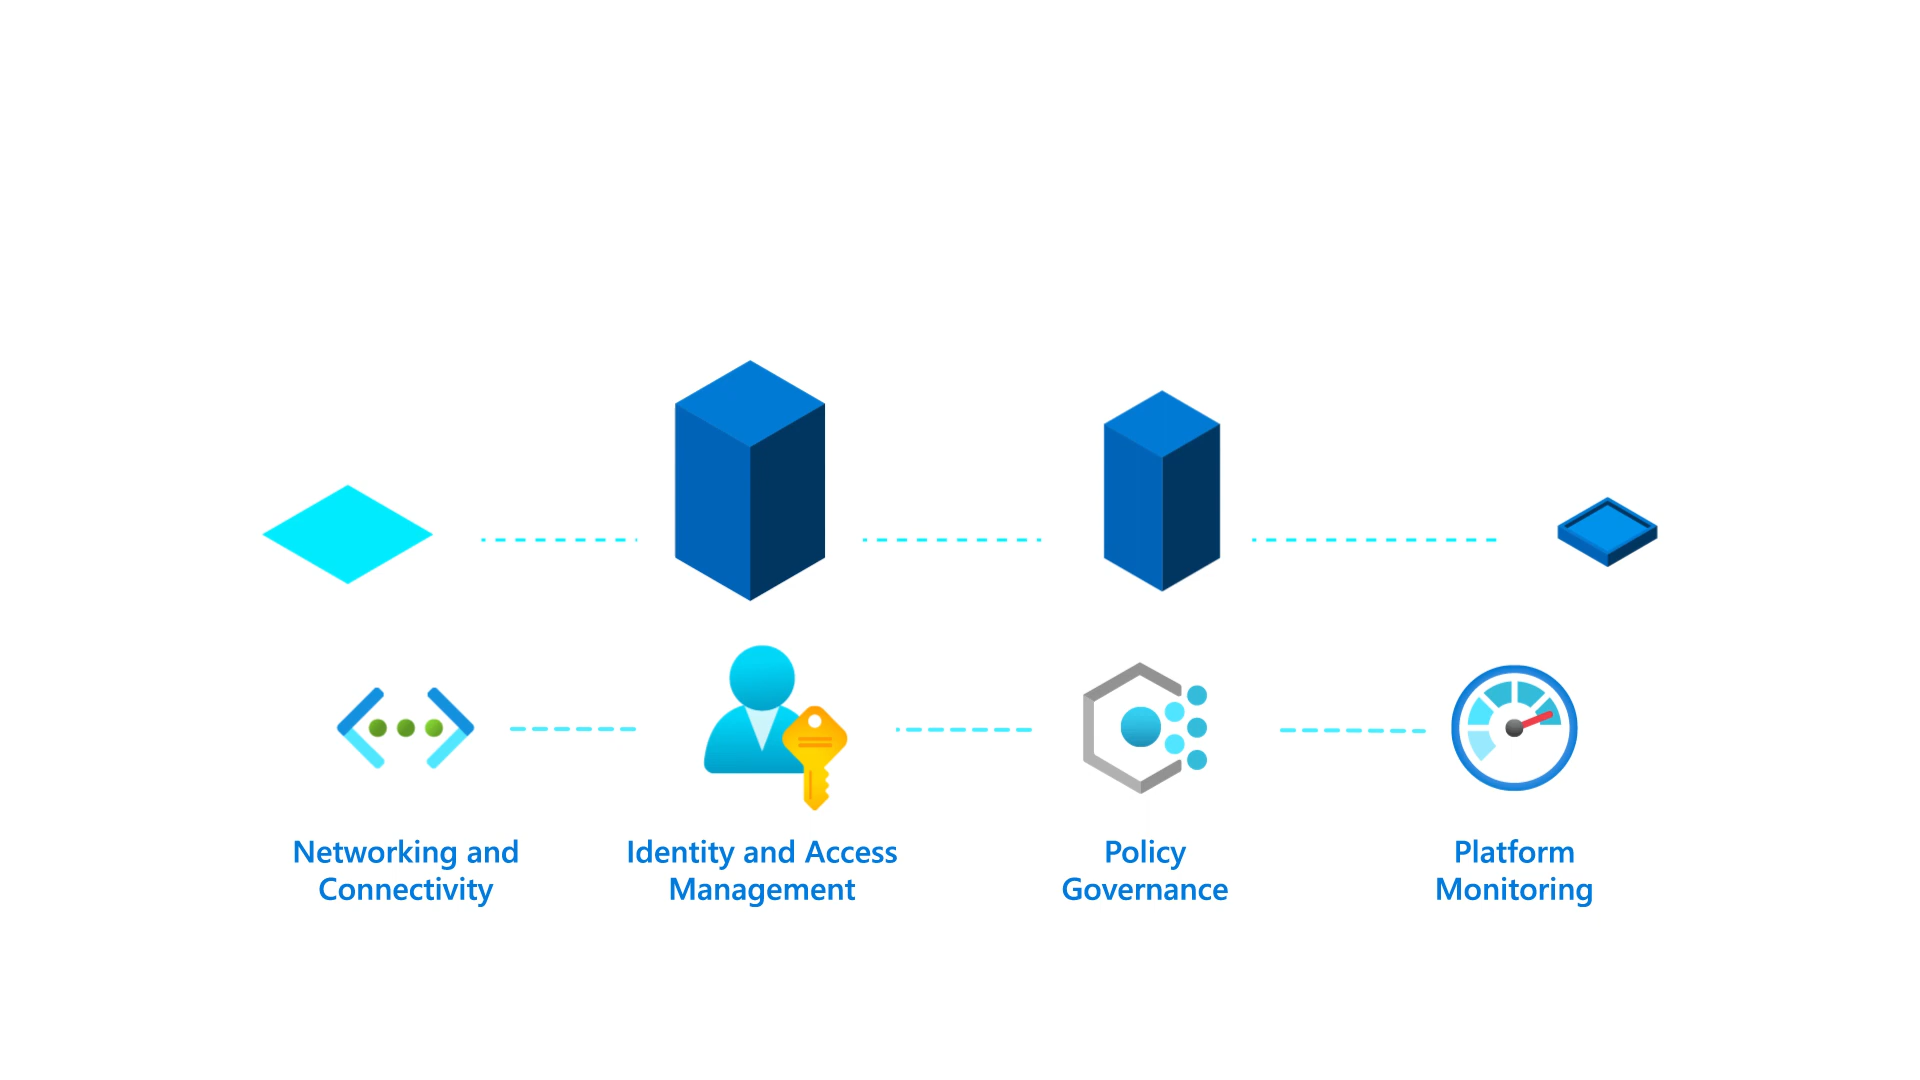 Networking and
Connectivity
Identity and Access
Management
Policy
Governance
Platform
Monitoring